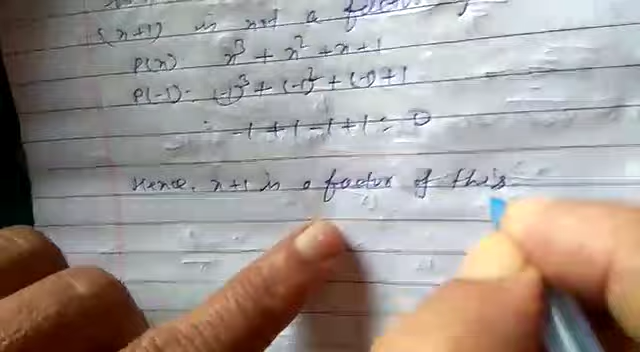 (x+1) is not a factor of
P(x) x³ + x² + x + 1
P(-1): (-1)³ + (-1)² + (-1) + 1
: -1 + 1 - 1 + 1 = 0
Hence, x+1 is a factor of this